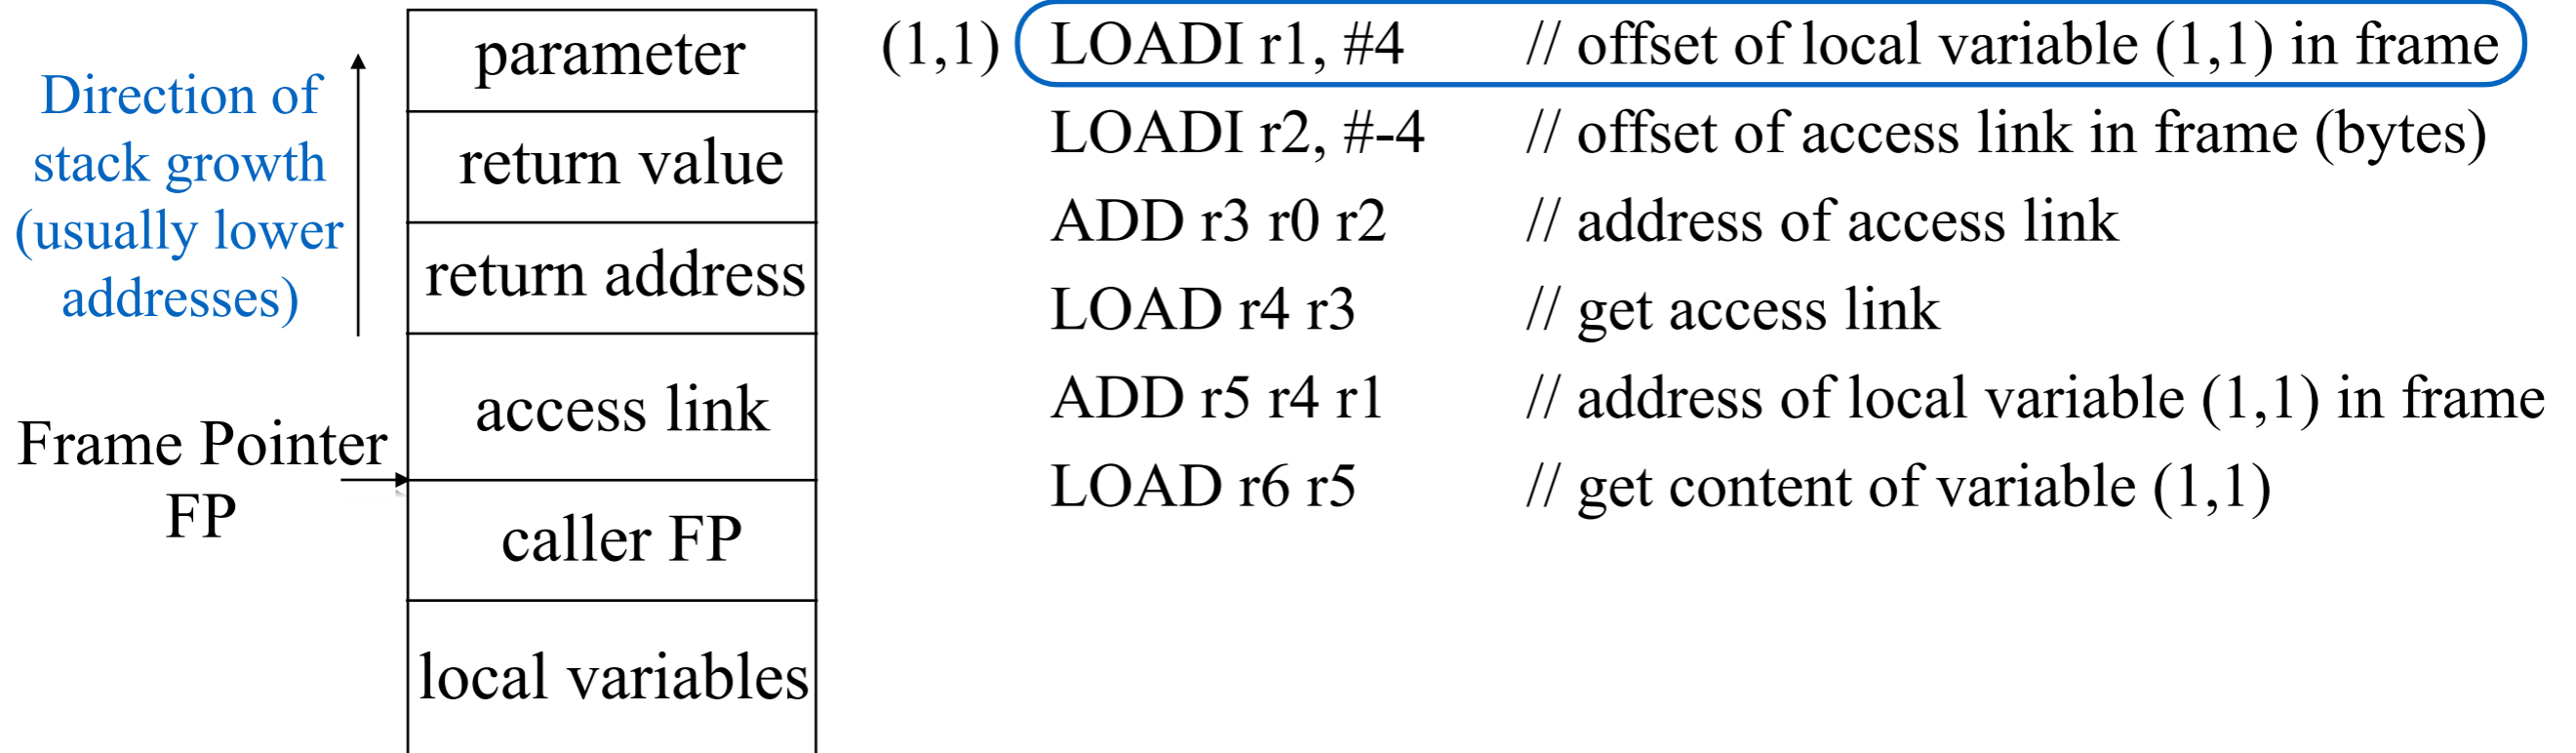 Direction of
stack growth
(usually lower
addresses)
Frame Pointer
FP
parameter
return value
return address
access link
caller FP
local variables
(1,1) LOADI r1, #4 // offset of local variable (1,1) in frame
LOADI r2, #-4 // offset of access link in frame (bytes)
ADD r3 r0 r2 // address of access link
LOAD r4 r3 // get access link
ADD r5 r4 r1 // address of local variable (1,1) in frame
LOAD r6 r5 // get content of variable (1,1)